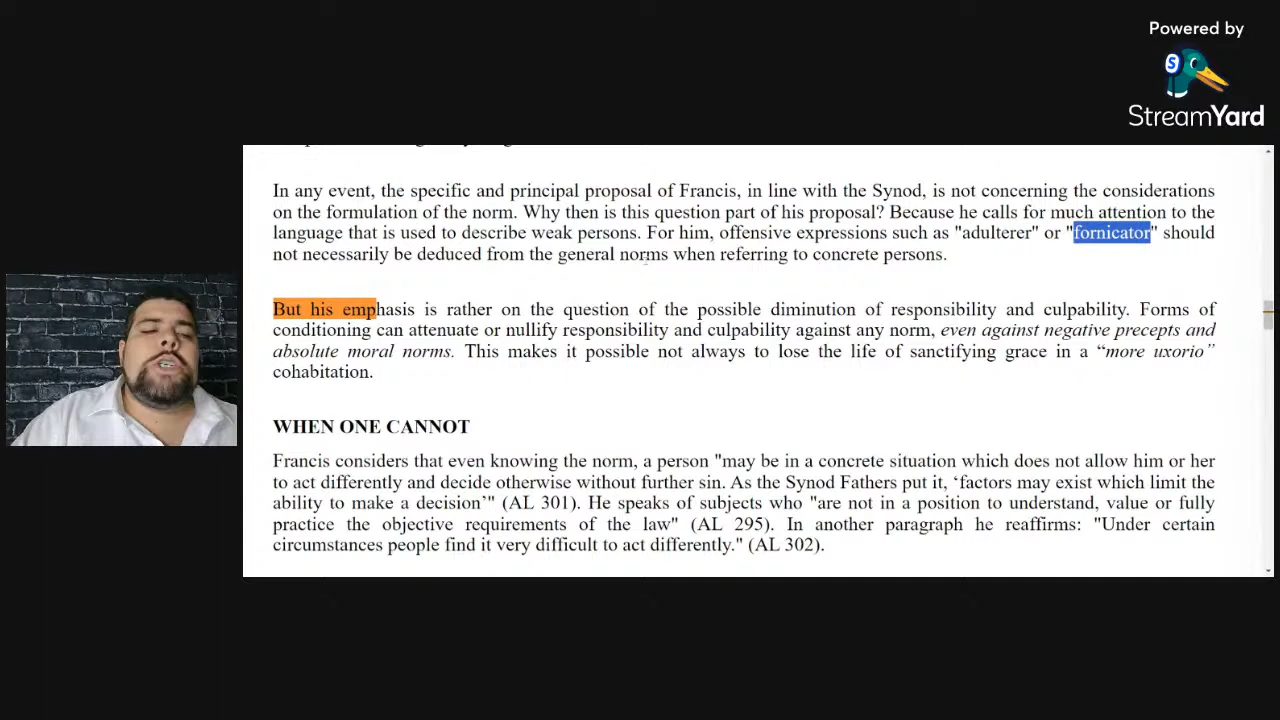 Powered by
StreamYard
In any event, the specific and principal proposal of Francis, in line with the Synod, is not concerning the considerations
on the formulation of the norm. Why then is this question part of his proposal? Because he calls for much attention to the
language that is used to describe weak persons. For him, offensive expressions such as "adulterer" or "fornicator" should
not necessarily be deduced from the general norms when referring to concrete persons.
But his emphasis is rather on the question of the possible diminution of responsibility and culpability. Forms of
conditioning can attenuate or nullify responsibility and culpability against any norm, even against negative precepts and
absolute moral norms. This makes it possible not always to lose the life of sanctifying grace in a “more uxorio”
cohabitation.
WHEN ONE CANNOT
Francis considers that even knowing the norm, a person "may be in a concrete situation which does not allow him or her
to act differently and decide otherwise without further sin. As the Synod Fathers put it, ‘factors may exist which limit the
ability to make a decision’" (AL 301). He speaks of subjects who "are not in a position to understand, value or fully
practice the objective requirements of the law" (AL 295). In another paragraph he reaffirms: "Under certain
circumstances people find it very difficult to act differently." (AL 302).